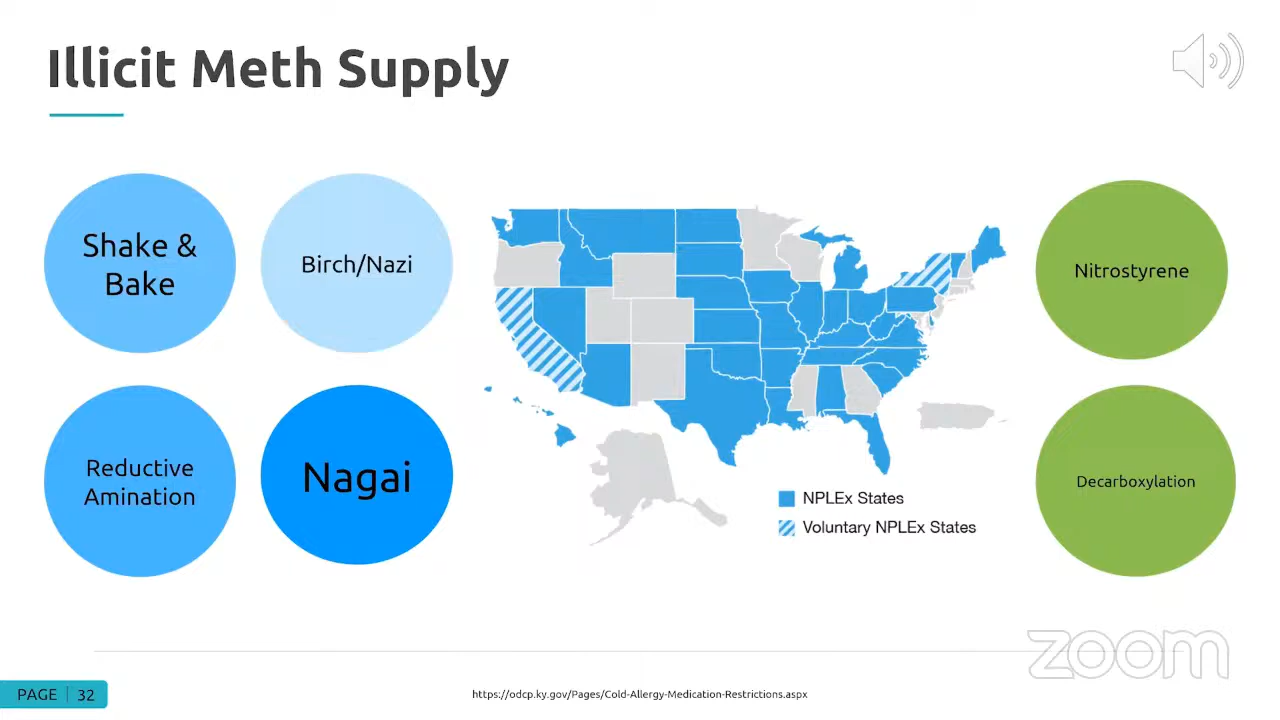 Illicit Meth Supply
Shake &
Bake
Birch/Nazi
Reductive
Amination
Nagai
NPLEx States
Voluntary NPLEx States
Nitrostyrene
Decarboxylation
zoom
PAGE | 32
https://odcp.ky.gov/Pages/Cold-Allergy-Medication-Restrictions.aspx